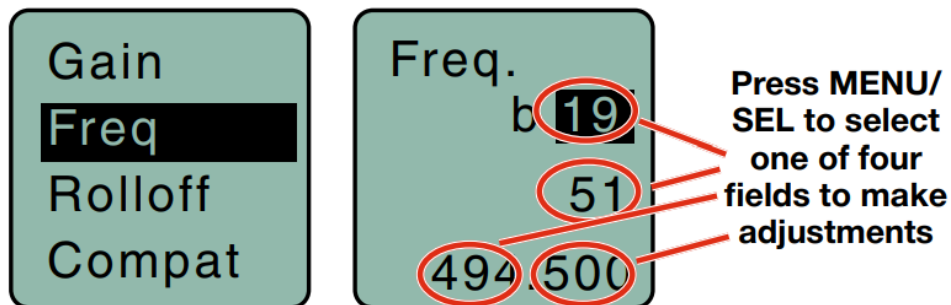 Gain
Freq
Rolloff
Compat
Freq.
b 19
51
494.500
Press MENU/
SEL to select
one of four
fields to make
adjustments